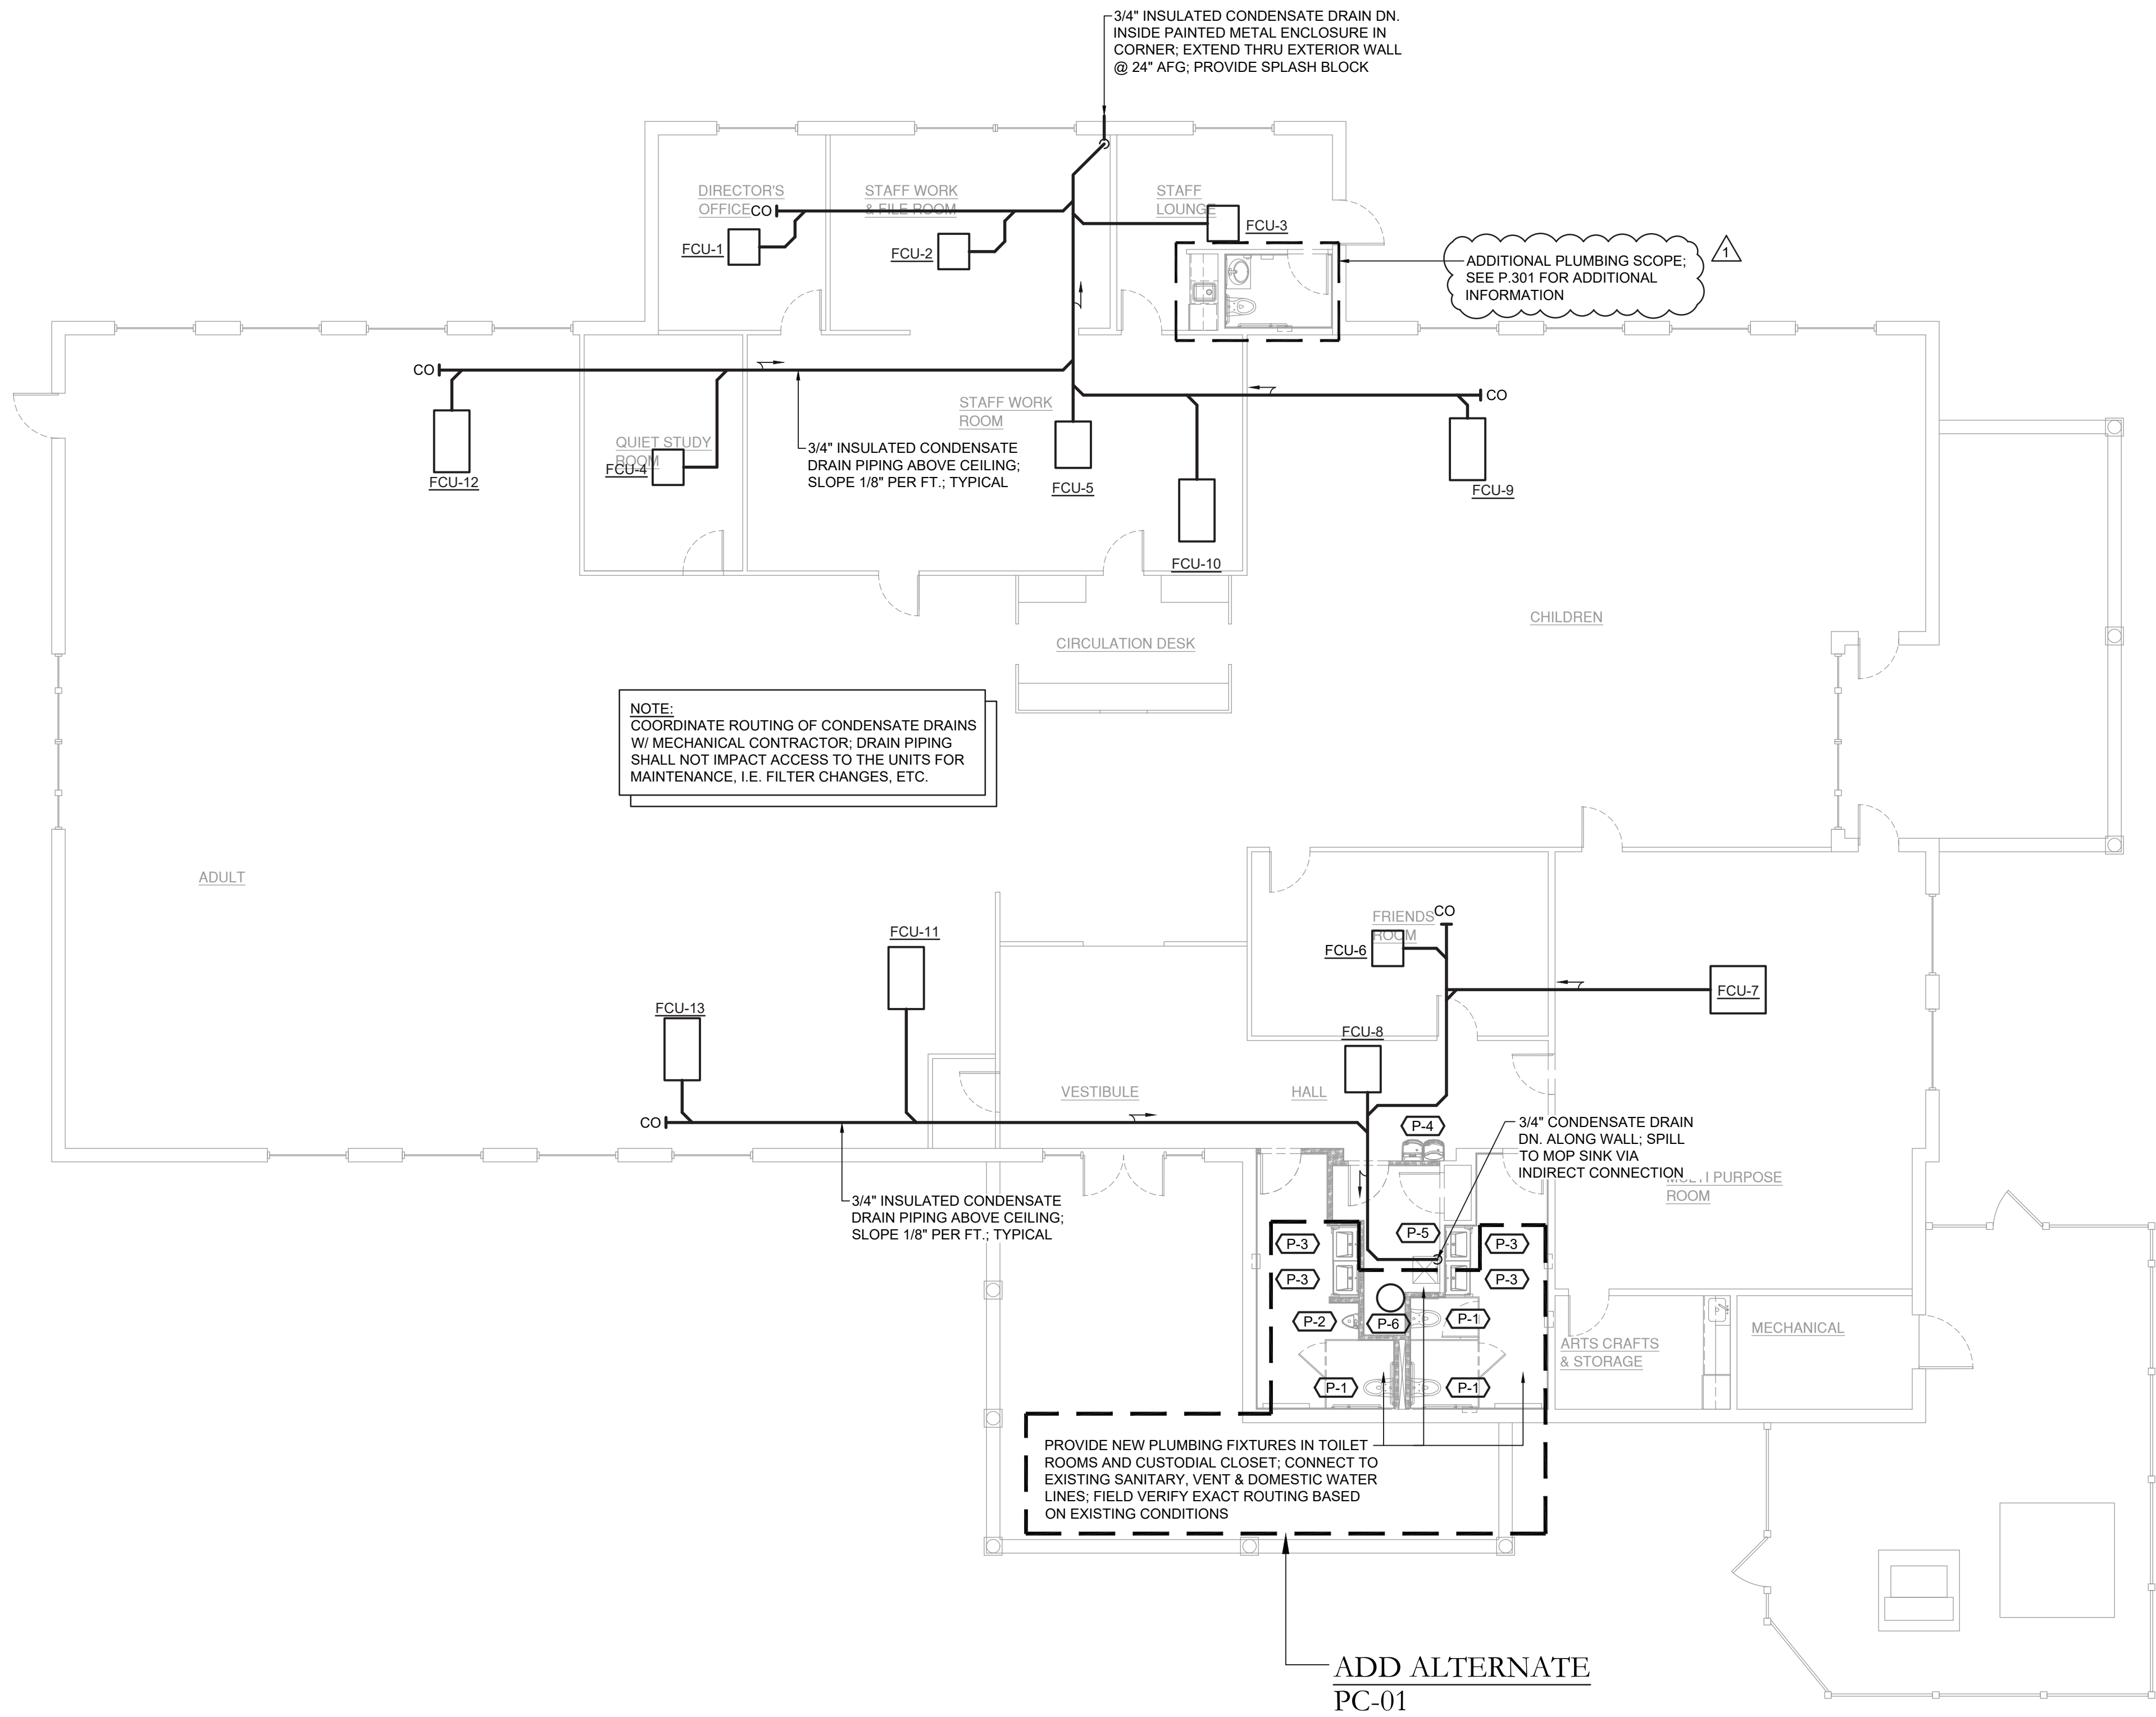 3/4" INSULATED CONDENSATE DRAIN DN.
INSIDE PAINTED METAL ENCLOSURE IN
CORNER; EXTEND THRU EXTERIOR WALL
@ 24" AFG; PROVIDE SPLASH BLOCK
DIRECTOR'S
OFFICE
CO
STAFF WORK
& FILE ROOM
STAFF
LOUNGE
FCU-1
FCU-2
FCU-3
ADDITIONAL PLUMBING SCOPE;
SEE P.301 FOR ADDITIONAL
INFORMATION
1
CO
CO
STAFF WORK
ROOM
QUIET STUDY
ROOM
FCU-4
FCU-12
3/4" INSULATED CONDENSATE
DRAIN PIPING ABOVE CEILING;
SLOPE 1/8" PER FT.; TYPICAL
FCU-5
FCU-9
FCU-10
CHILDREN
CIRCULATION DESK
NOTE:
COORDINATE ROUTING OF CONDENSATE DRAINS
W/ MECHANICAL CONTRACTOR; DRAIN PIPING
SHALL NOT IMPACT ACCESS TO THE UNITS FOR
MAINTENANCE, I.E. FILTER CHANGES, ETC.
ADULT
FRIENDS
ROOM
CO
FCU-11
FCU-6
FCU-7
FCU-13
FCU-8
VESTIBULE
HALL
CO
P-4
3/4" CONDENSATE DRAIN
DN. ALONG WALL; SPILL
TO MOP SINK VIA
INDIRECT CONNECTION
MULTI PURPOSE
ROOM
3/4" INSULATED CONDENSATE
DRAIN PIPING ABOVE CEILING;
SLOPE 1/8" PER FT.; TYPICAL
P-5
P-3
P-3
P-3
P-3
P-2
P-6
P-1
MECHANICAL
ARTS CRAFTS
& STORAGE
P-1
P-1
PROVIDE NEW PLUMBING FIXTURES IN TOILET
ROOMS AND CUSTODIAL CLOSET; CONNECT TO
EXISTING SANITARY, VENT & DOMESTIC WATER
LINES; FIELD VERIFY EXACT ROUTING BASED
ON EXISTING CONDITIONS
ADD ALTERNATE
PC-01